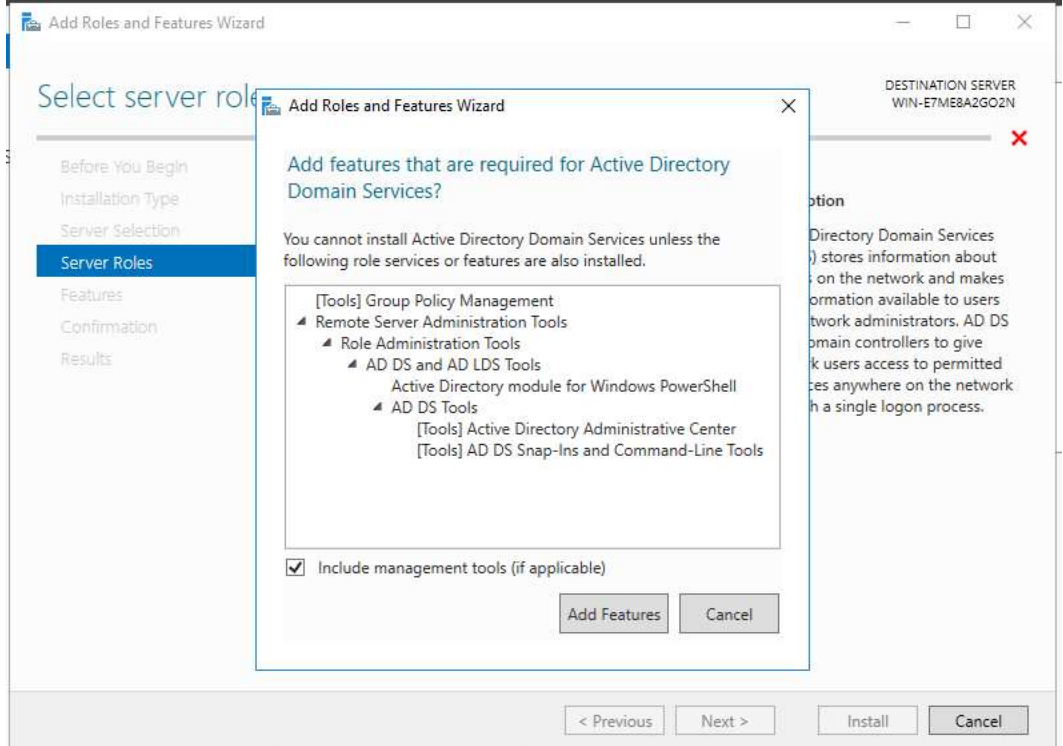 Add Roles and Features Wizard
Select server role
DESTINATION SERVER
WIN-E7ME8A2GO2N
Before You Begin
Installation Type
Server Selection
Server Roles
Features
Confirmation
Results
Add Roles and Features Wizard
Add features that are required for Active Directory
Domain Services?
You cannot install Active Directory Domain Services unless the
following role services or features are also installed.
[Tools] Group Policy Management
Remote Server Administration Tools
Role Administration Tools
AD DS and AD LDS Tools
Active Directory module for Windows PowerShell
AD DS Tools
[Tools] Active Directory Administrative Center
[Tools] AD DS Snap-Ins and Command-Line Tools
Include management tools (if applicable)
Add Features
Cancel
Directory Domain Services
) stores information about
on the network and makes
available to users
administrators. AD DS
controllers to give
users access to permitted
anywhere on the network
a single logon process.
< Previous
Next >
Install
Cancel